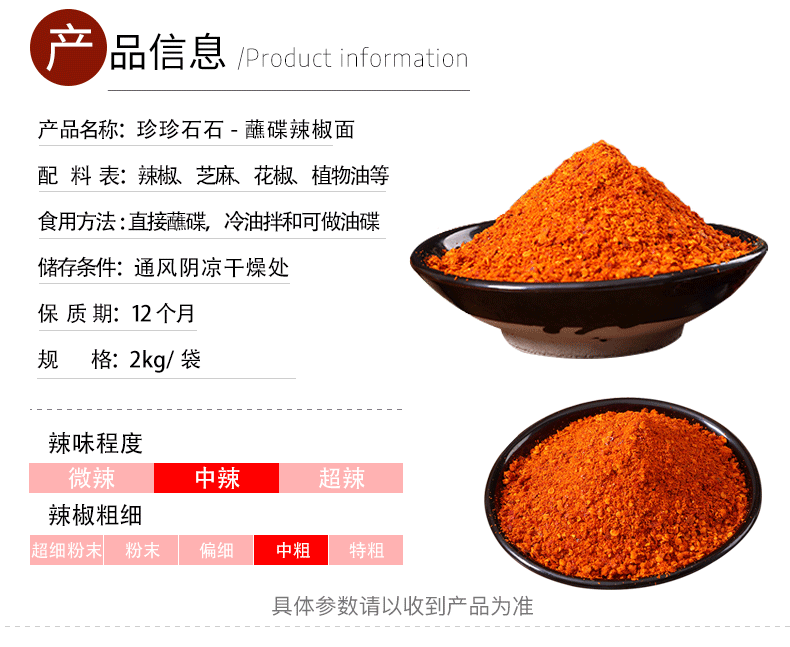 产品信息 /Product information
产品名称：珍珍石石 - 蘸碟辣椒面
配 料 表：辣椒、芝麻、花椒、植物油等
食用方法：直接蘸碟，冷油拌和可做油碟
储存条件：通风阴凉干燥处
保 质 期：12 个月
规 格：2kg/ 袋
辣味程度
微辣 中辣 超辣
辣椒粗细
超细粉末 粉末 偏细 中粗 特粗
具体参数请以收到产品为准